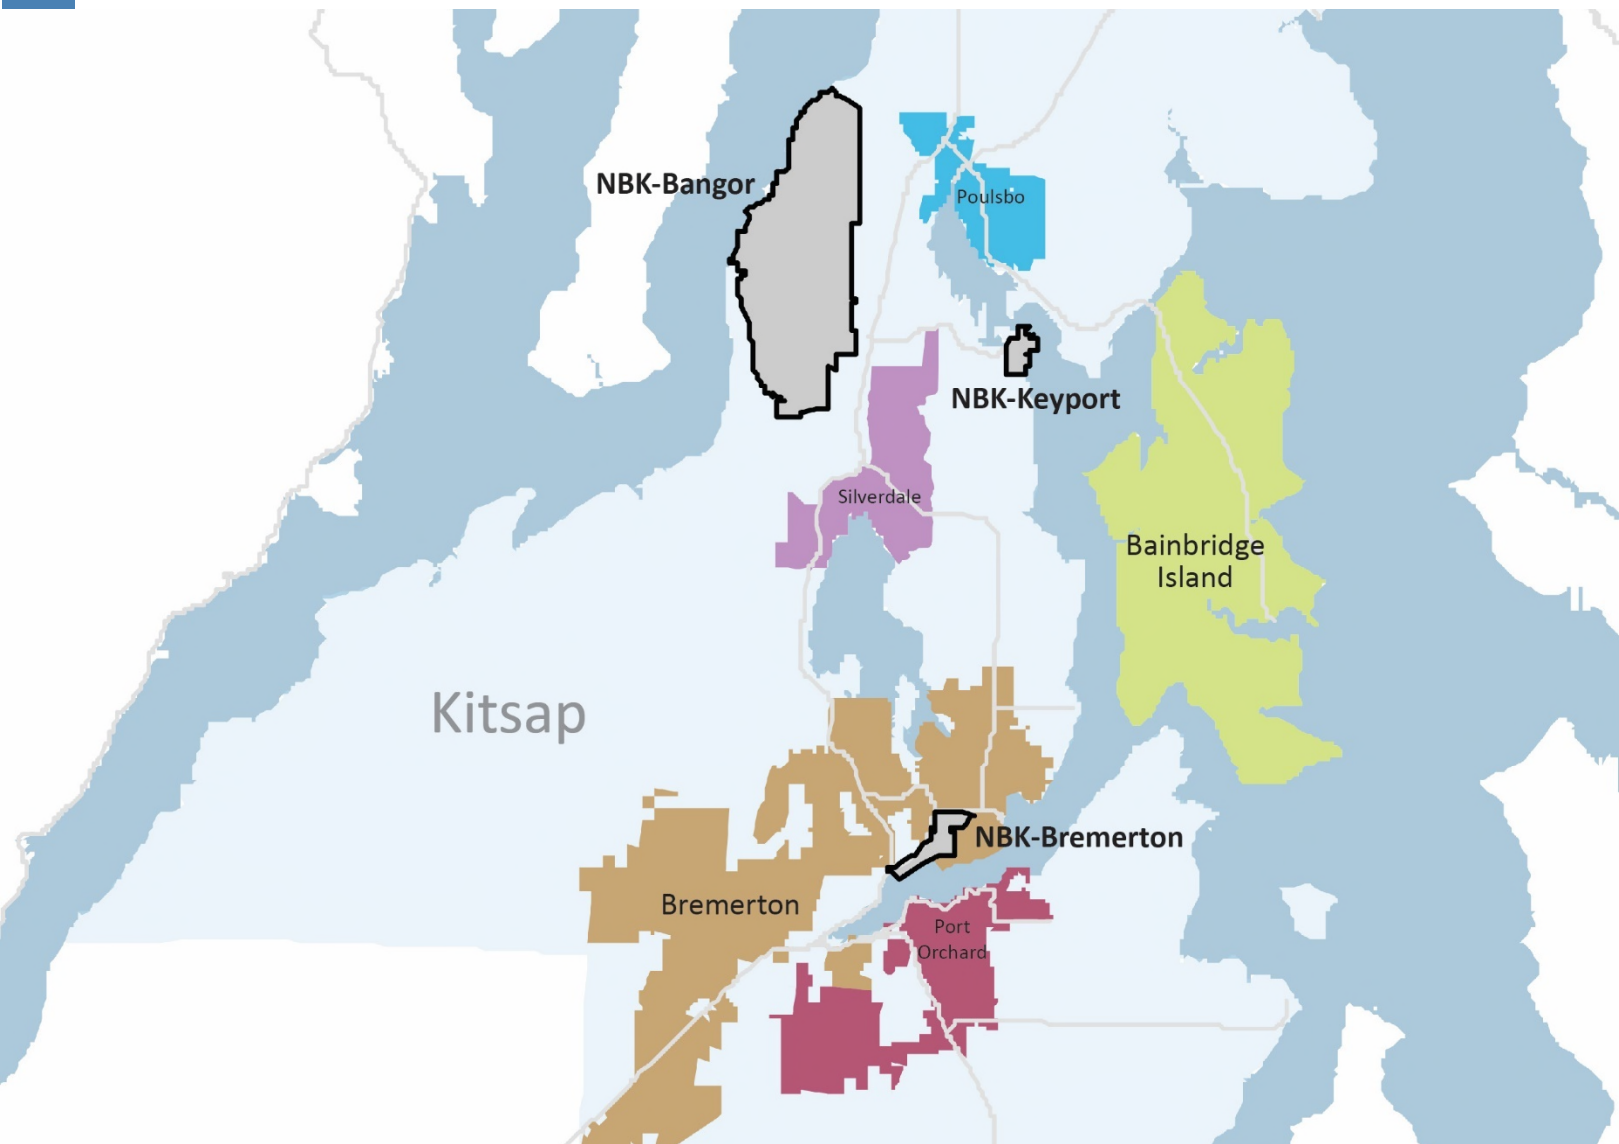 NBK-Bangor
Poulsbo
NBK-Keyport
Silverdale
Bainbridge
Island
Kitsap
NBK-Bremerton
Bremerton
Port
Orchard